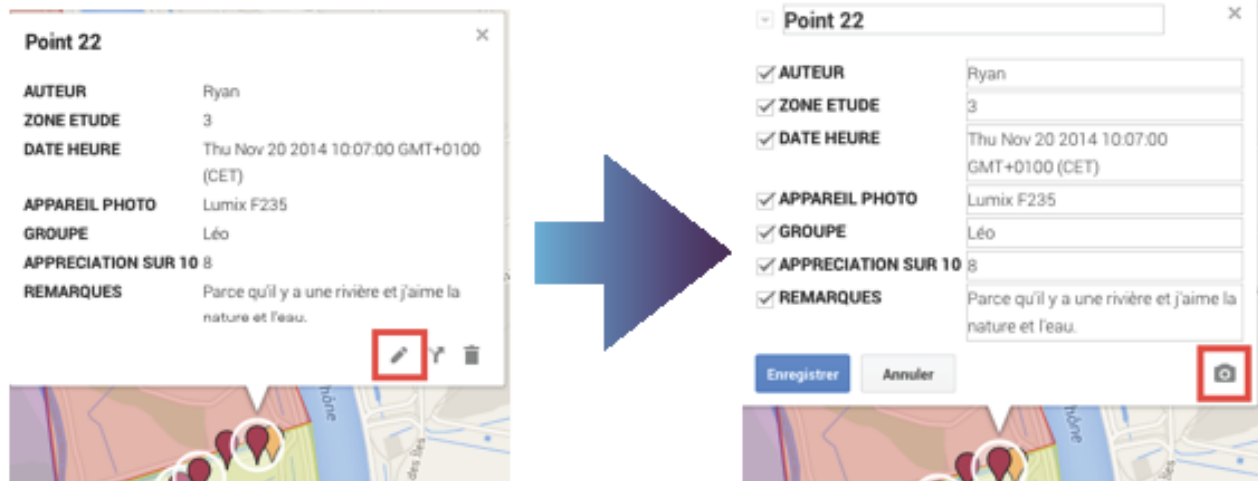 Point 22
AUTEUR Ryan
ZONE ETUDE 3
DATE HEURE Thu Nov 20 2014 10:07:00 GMT+0100
(CET)
APPAREIL PHOTO Lumix F235
GROUPE Léo
APPRECIATION SUR 10 8
REMARQUES Parce qu'il y a une rivière et j'aime la
nature et l'eau.
hône
des Iles
Point 22
AUTEUR Ryan
ZONE ETUDE 3
DATE HEURE Thu Nov 20 2014 10:07:00
GMT+0100 (CET)
APPAREIL PHOTO Lumix F235
GROUPE Léo
APPRECIATION SUR 10 8
REMARQUES Parce qu'il y a une rivière et j'aime la
nature et l'eau.
Enregistrer Annuler
hône